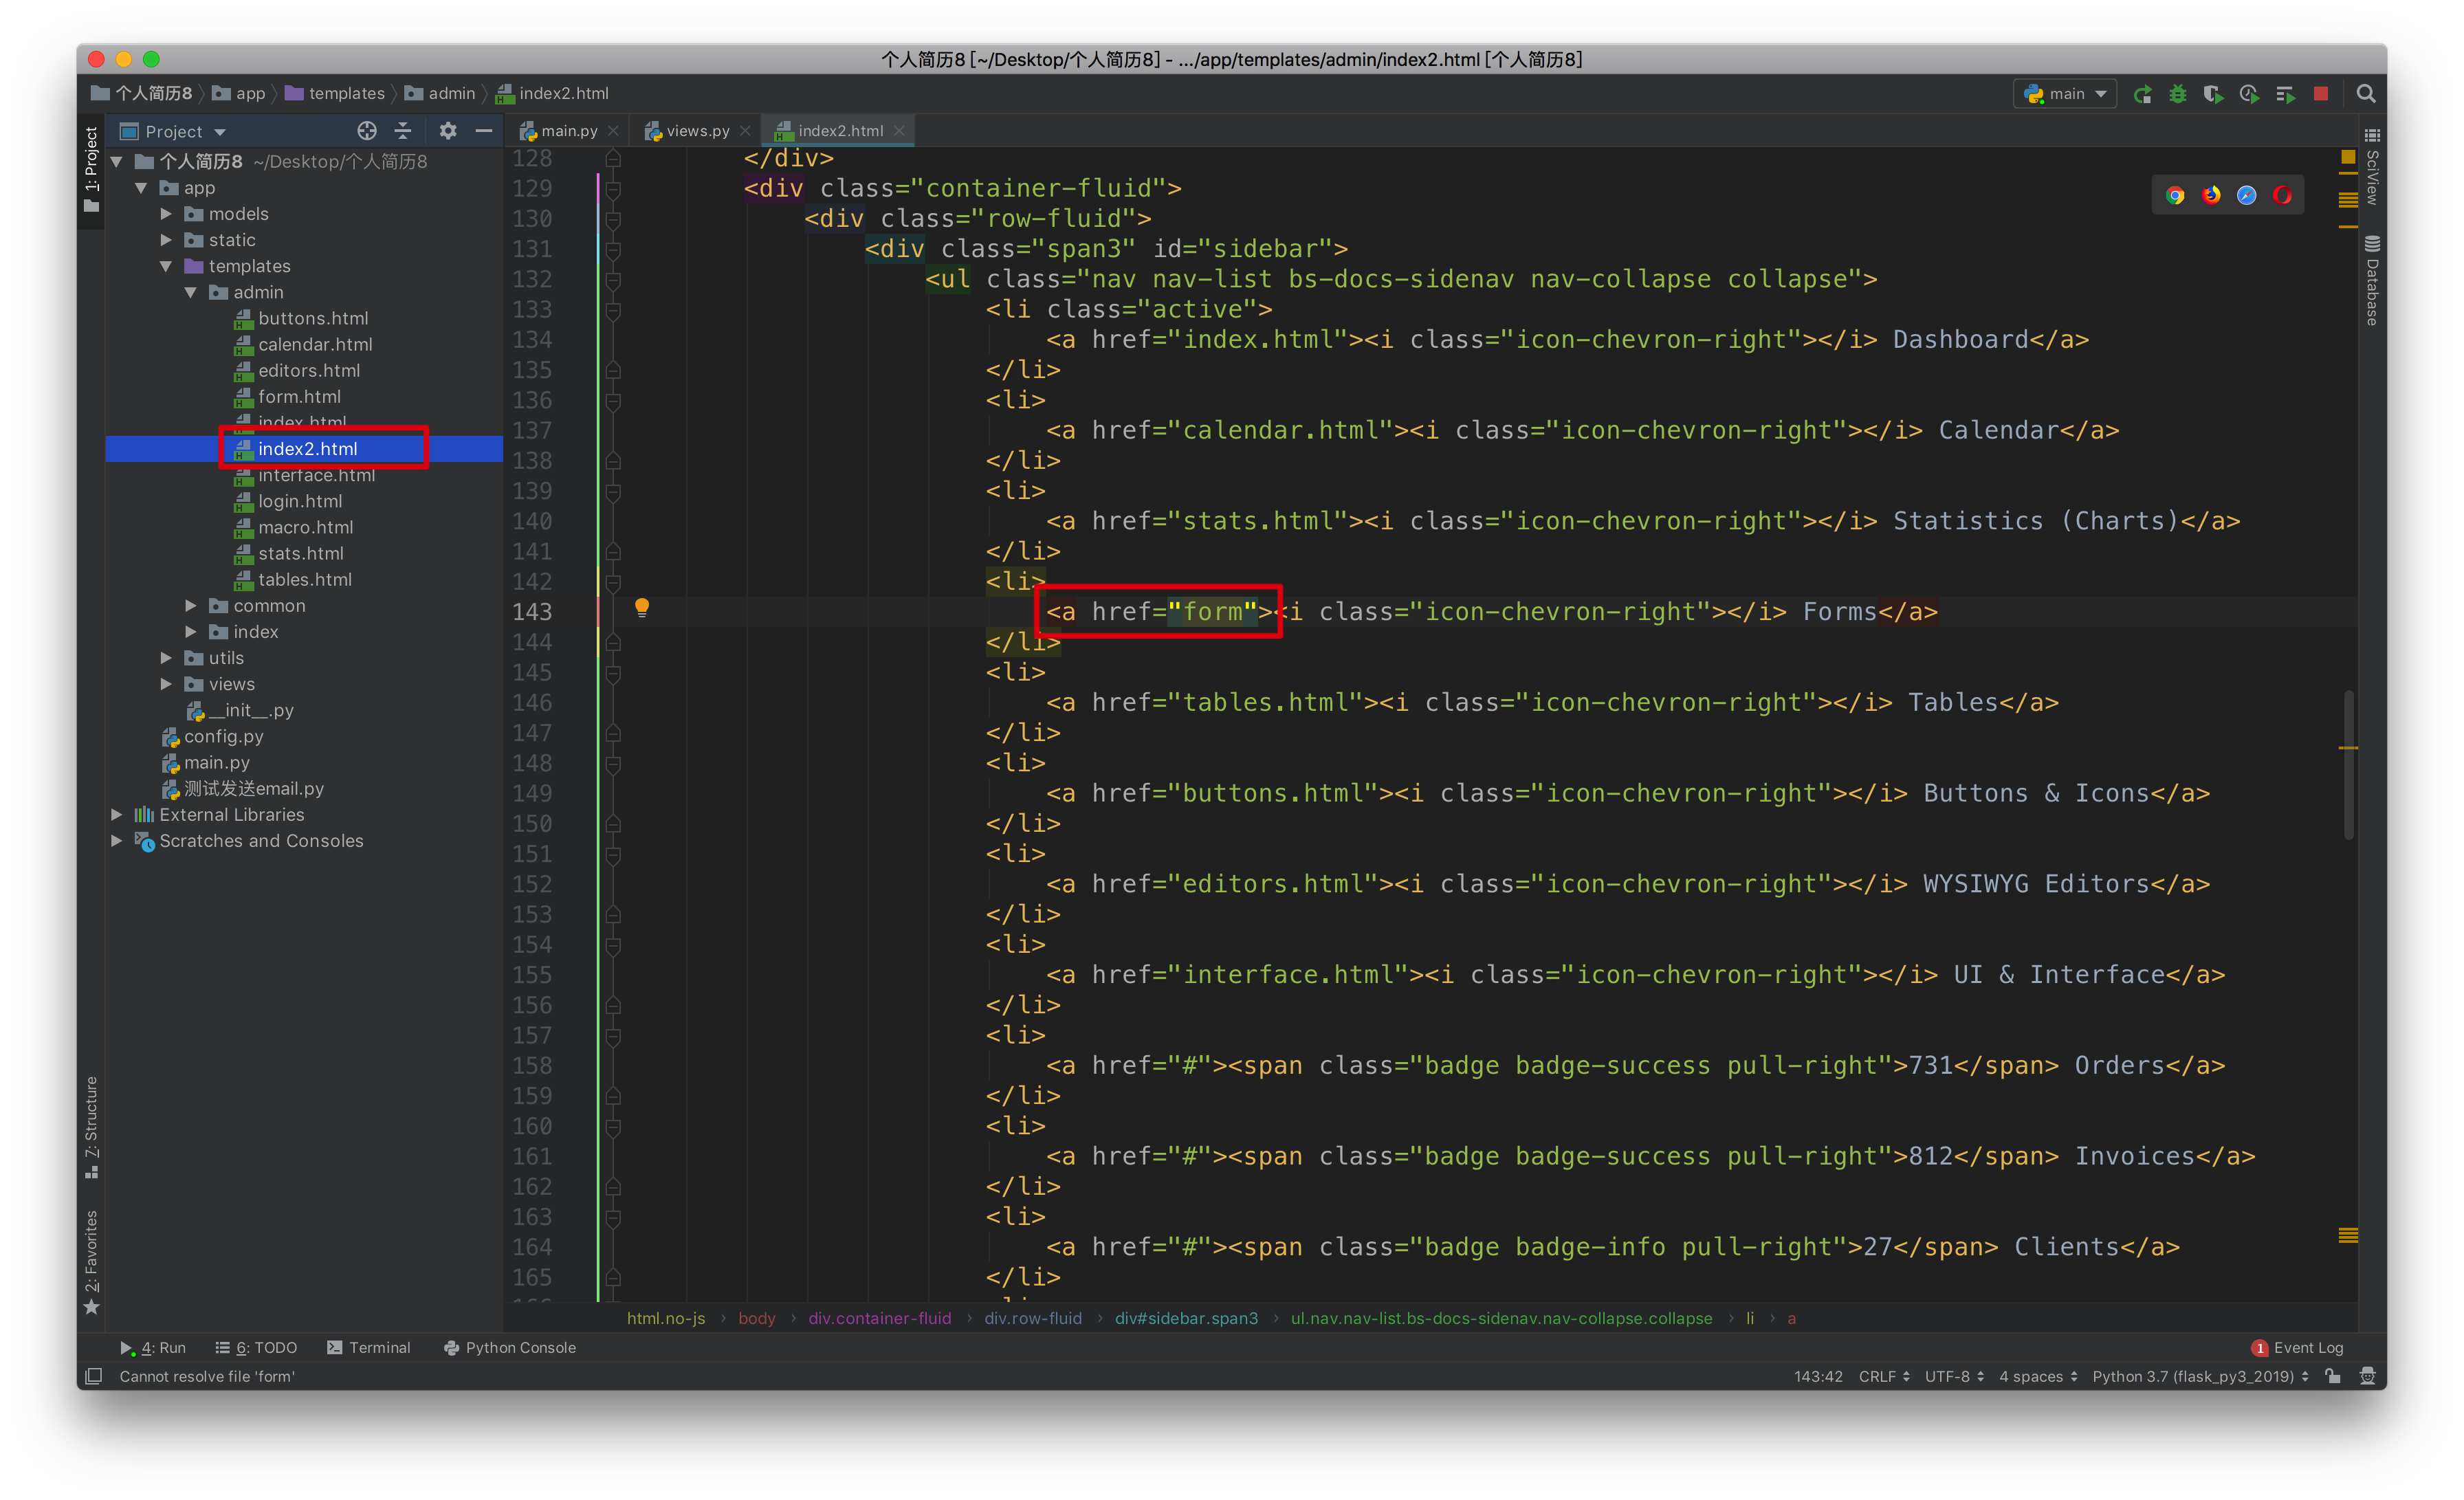 个人简历8 [~/Desktop/个人简历8] - .../app/templates/admin/index2.html [个人简历8]
个人简历8 app templates admin index2.html
main
Project
main.py
views.py
index2.html
1: Project
7: Structure
2: Favorites
SciView
Database
个人简历8 ~/Desktop/个人简历8
app
models
static
templates
admin
buttons.html
calendar.html
editors.html
form.html
index.html
index2.html
interface.html
login.html
macro.html
stats.html
tables.html
common
index
utils
views
__init__.py
config.py
main.py
测试发送email.py
External Libraries
Scratches and Consoles
128 </div>
129 <div class="container-fluid">
130 <div class="row-fluid">
131 <div class="span3" id="sidebar">
132 <ul class="nav nav-list bs-docs-sidenav nav-collapse collapse">
133 <li class="active">
134 <a href="index.html"><i class="icon-chevron-right"></i> Dashboard</a>
135 </li>
136 <li>
137 <a href="calendar.html"><i class="icon-chevron-right"></i> Calendar</a>
138 </li>
139 <li>
140 <a href="stats.html"><i class="icon-chevron-right"></i> Statistics (Charts)</a>
141 </li>
142 <li>
143 <a href="form"><i class="icon-chevron-right"></i> Forms</a>
144 </li>
145 <li>
146 <a href="tables.html"><i class="icon-chevron-right"></i> Tables</a>
147 </li>
148 <li>
149 <a href="buttons.html"><i class="icon-chevron-right"></i> Buttons & Icons</a>
150 </li>
151 <li>
152 <a href="editors.html"><i class="icon-chevron-right"></i> WYSIWYG Editors</a>
153 </li>
154 <li>
155 <a href="interface.html"><i class="icon-chevron-right"></i> UI & Interface</a>
156 </li>
157 <li>
158 <a href="#"><span class="badge badge-success pull-right">731</span> Orders</a>
159 </li>
160 <li>
161 <a href="#"><span class="badge badge-success pull-right">812</span> Invoices</a>
162 </li>
163 <li>
164 <a href="#"><span class="badge badge-info pull-right">27</span> Clients</a>
165 </li>
html.no-js body div.container-fluid div.row-fluid div#sidebar.span3 ul.nav.nav-list.bs-docs-sidenav.nav-collapse.collapse li a
4: Run 6: TODO Terminal Python Console 1 Event Log
Cannot resolve file 'form' 143:42 CRLF UTF-8 4 spaces Python 3.7 (flask_py3_2019)